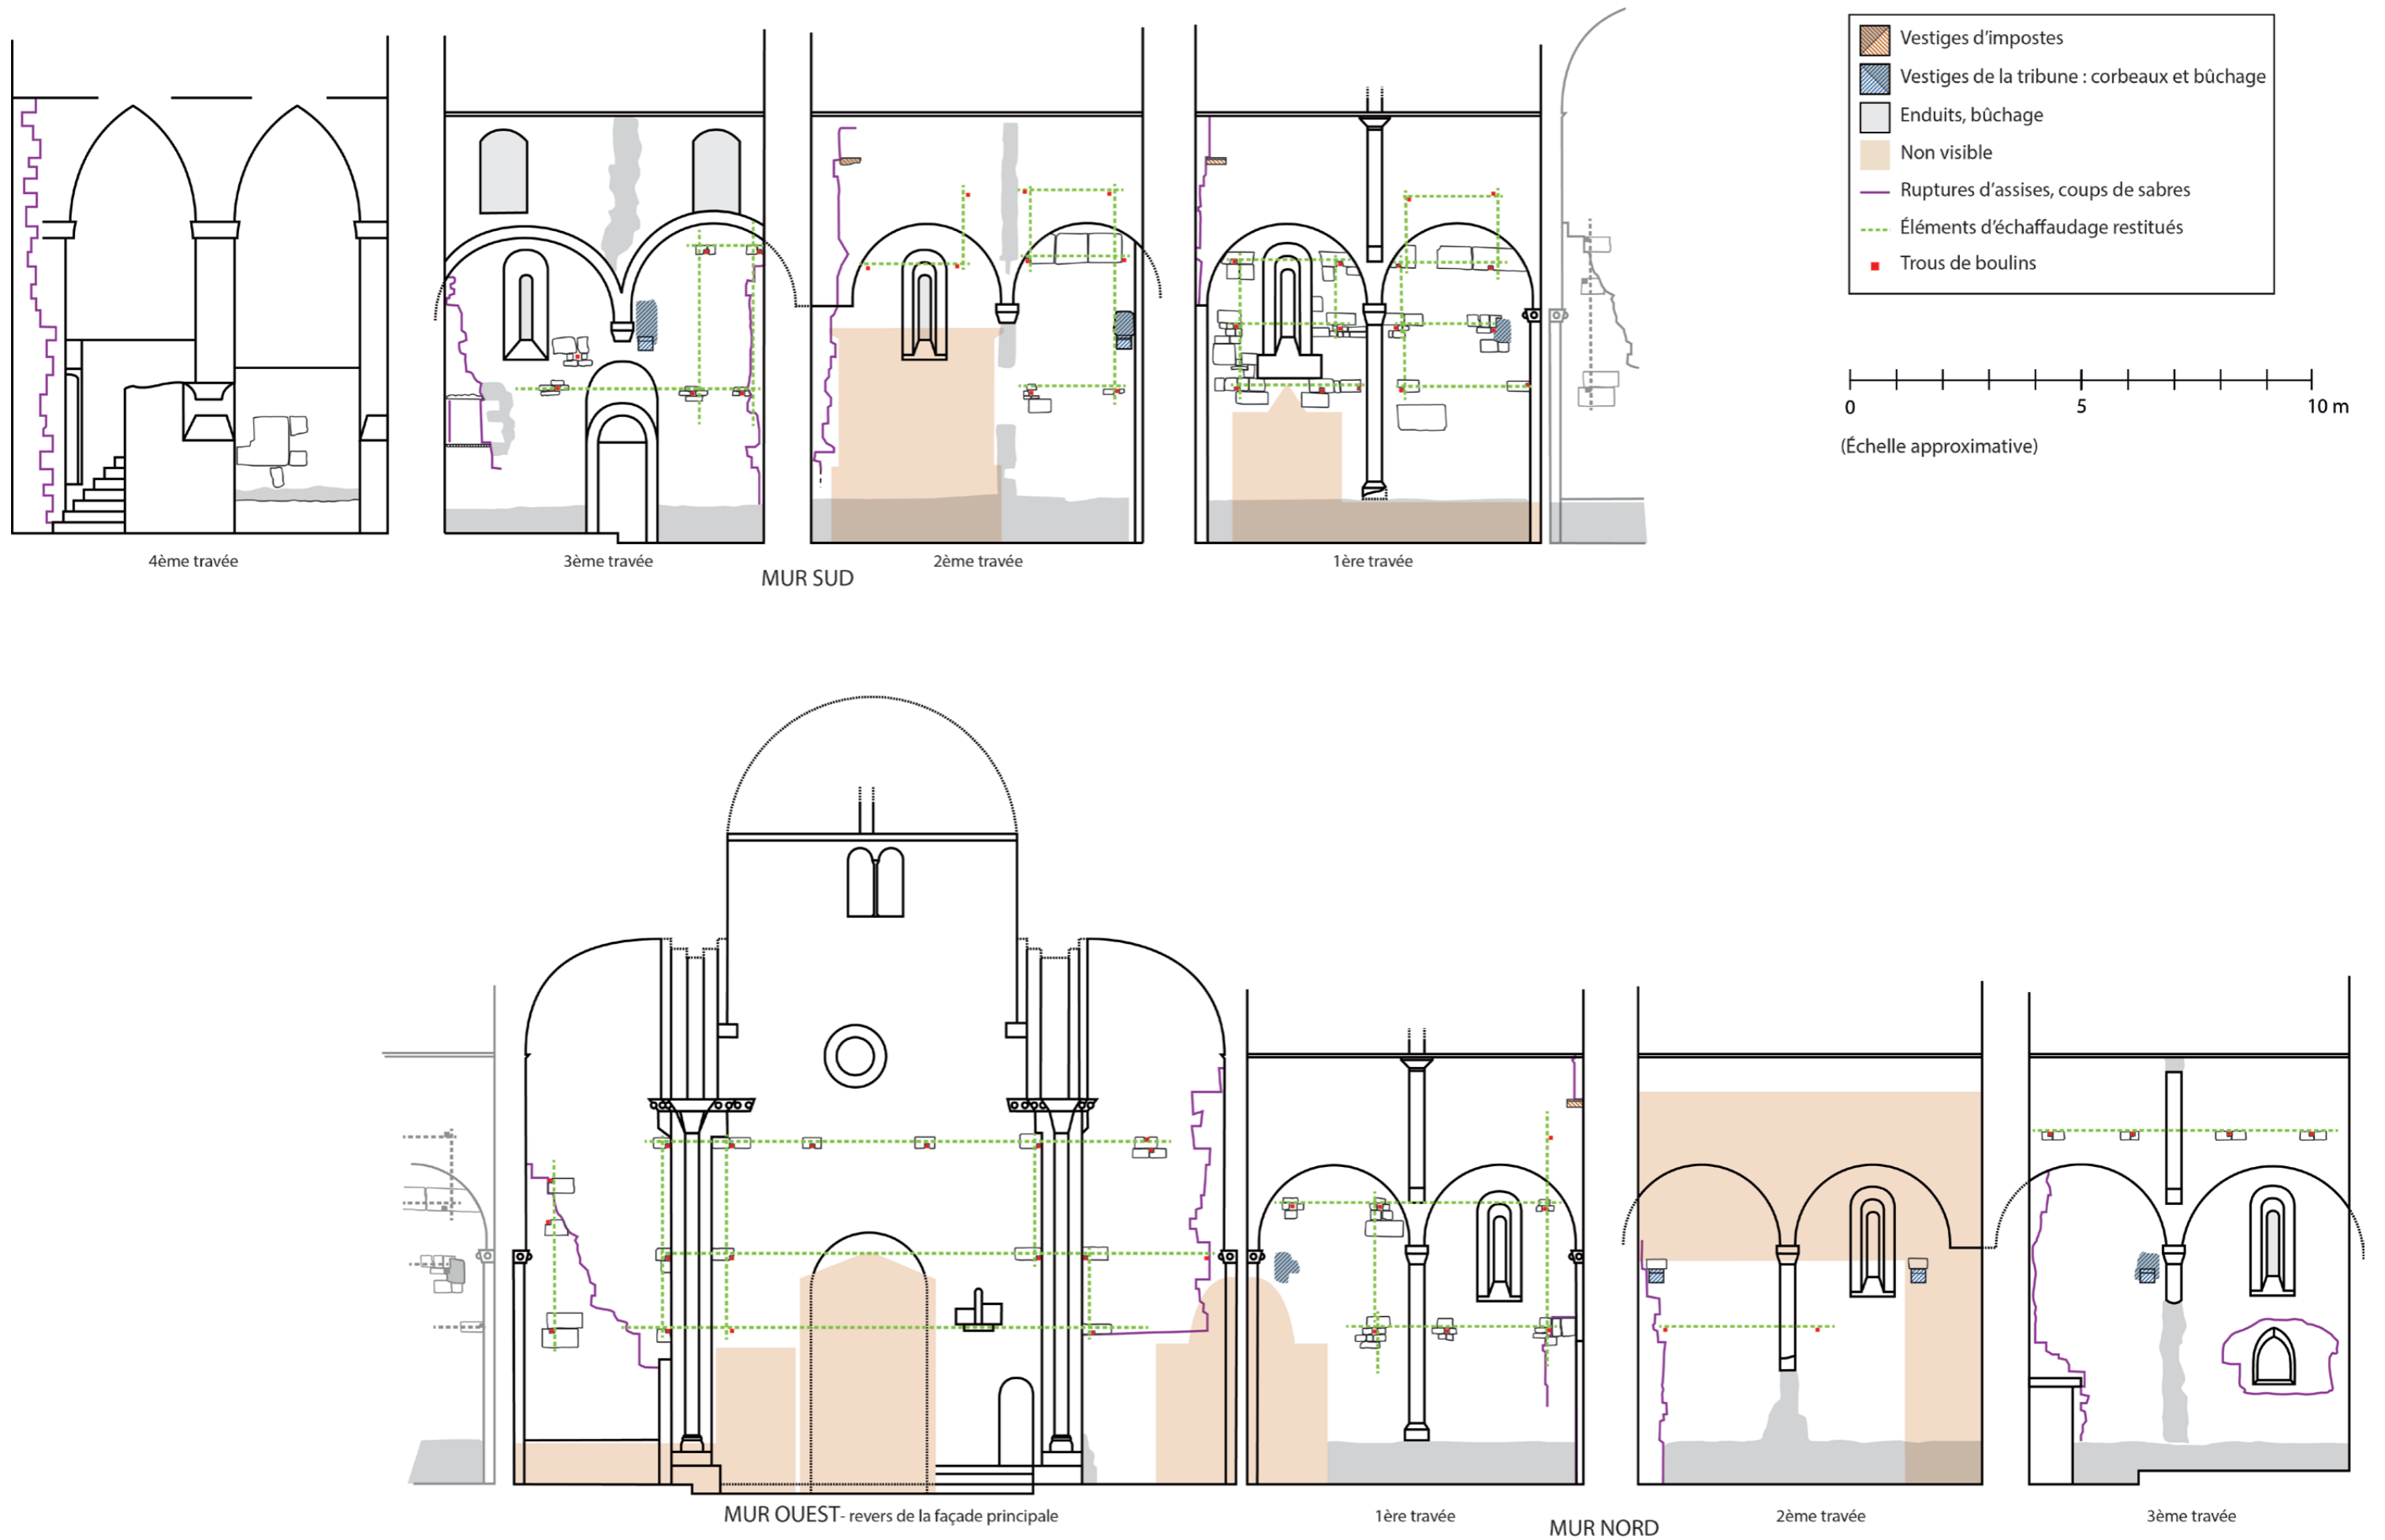 Vestiges d’impostes
Vestiges de la tribune : corbeaux et bûchage
Enduits, bûchage
Non visible
Ruptures d’assises, coups de sabres
Éléments d’échaffaudage restitués
Trous de boulins
0 5 10 m
(Échelle approximative)
4ème travée 3ème travée 2ème travée 1ère travée
MUR SUD
MUR OUEST- revers de la façade principale
1ère travée 2ème travée 3ème travée
MUR NORD